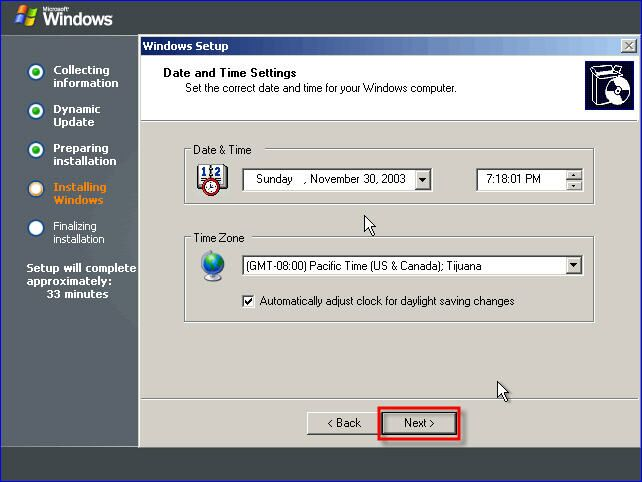 Microsoft
Windows
Collecting
information
Dynamic
Update
Preparing
installation
Installing
Windows
Finalizing
installation
Setup will complete
approximately:
33 minutes
Windows Setup
Date and Time Settings
Set the correct date and time for your Windows computer.
Date & Time
Sunday , November 30, 2003
7:18:01 PM
Time Zone
(GMT-08:00) Pacific Time (US & Canada); Tijuana
Automatically adjust clock for daylight saving changes
< Back
Next >